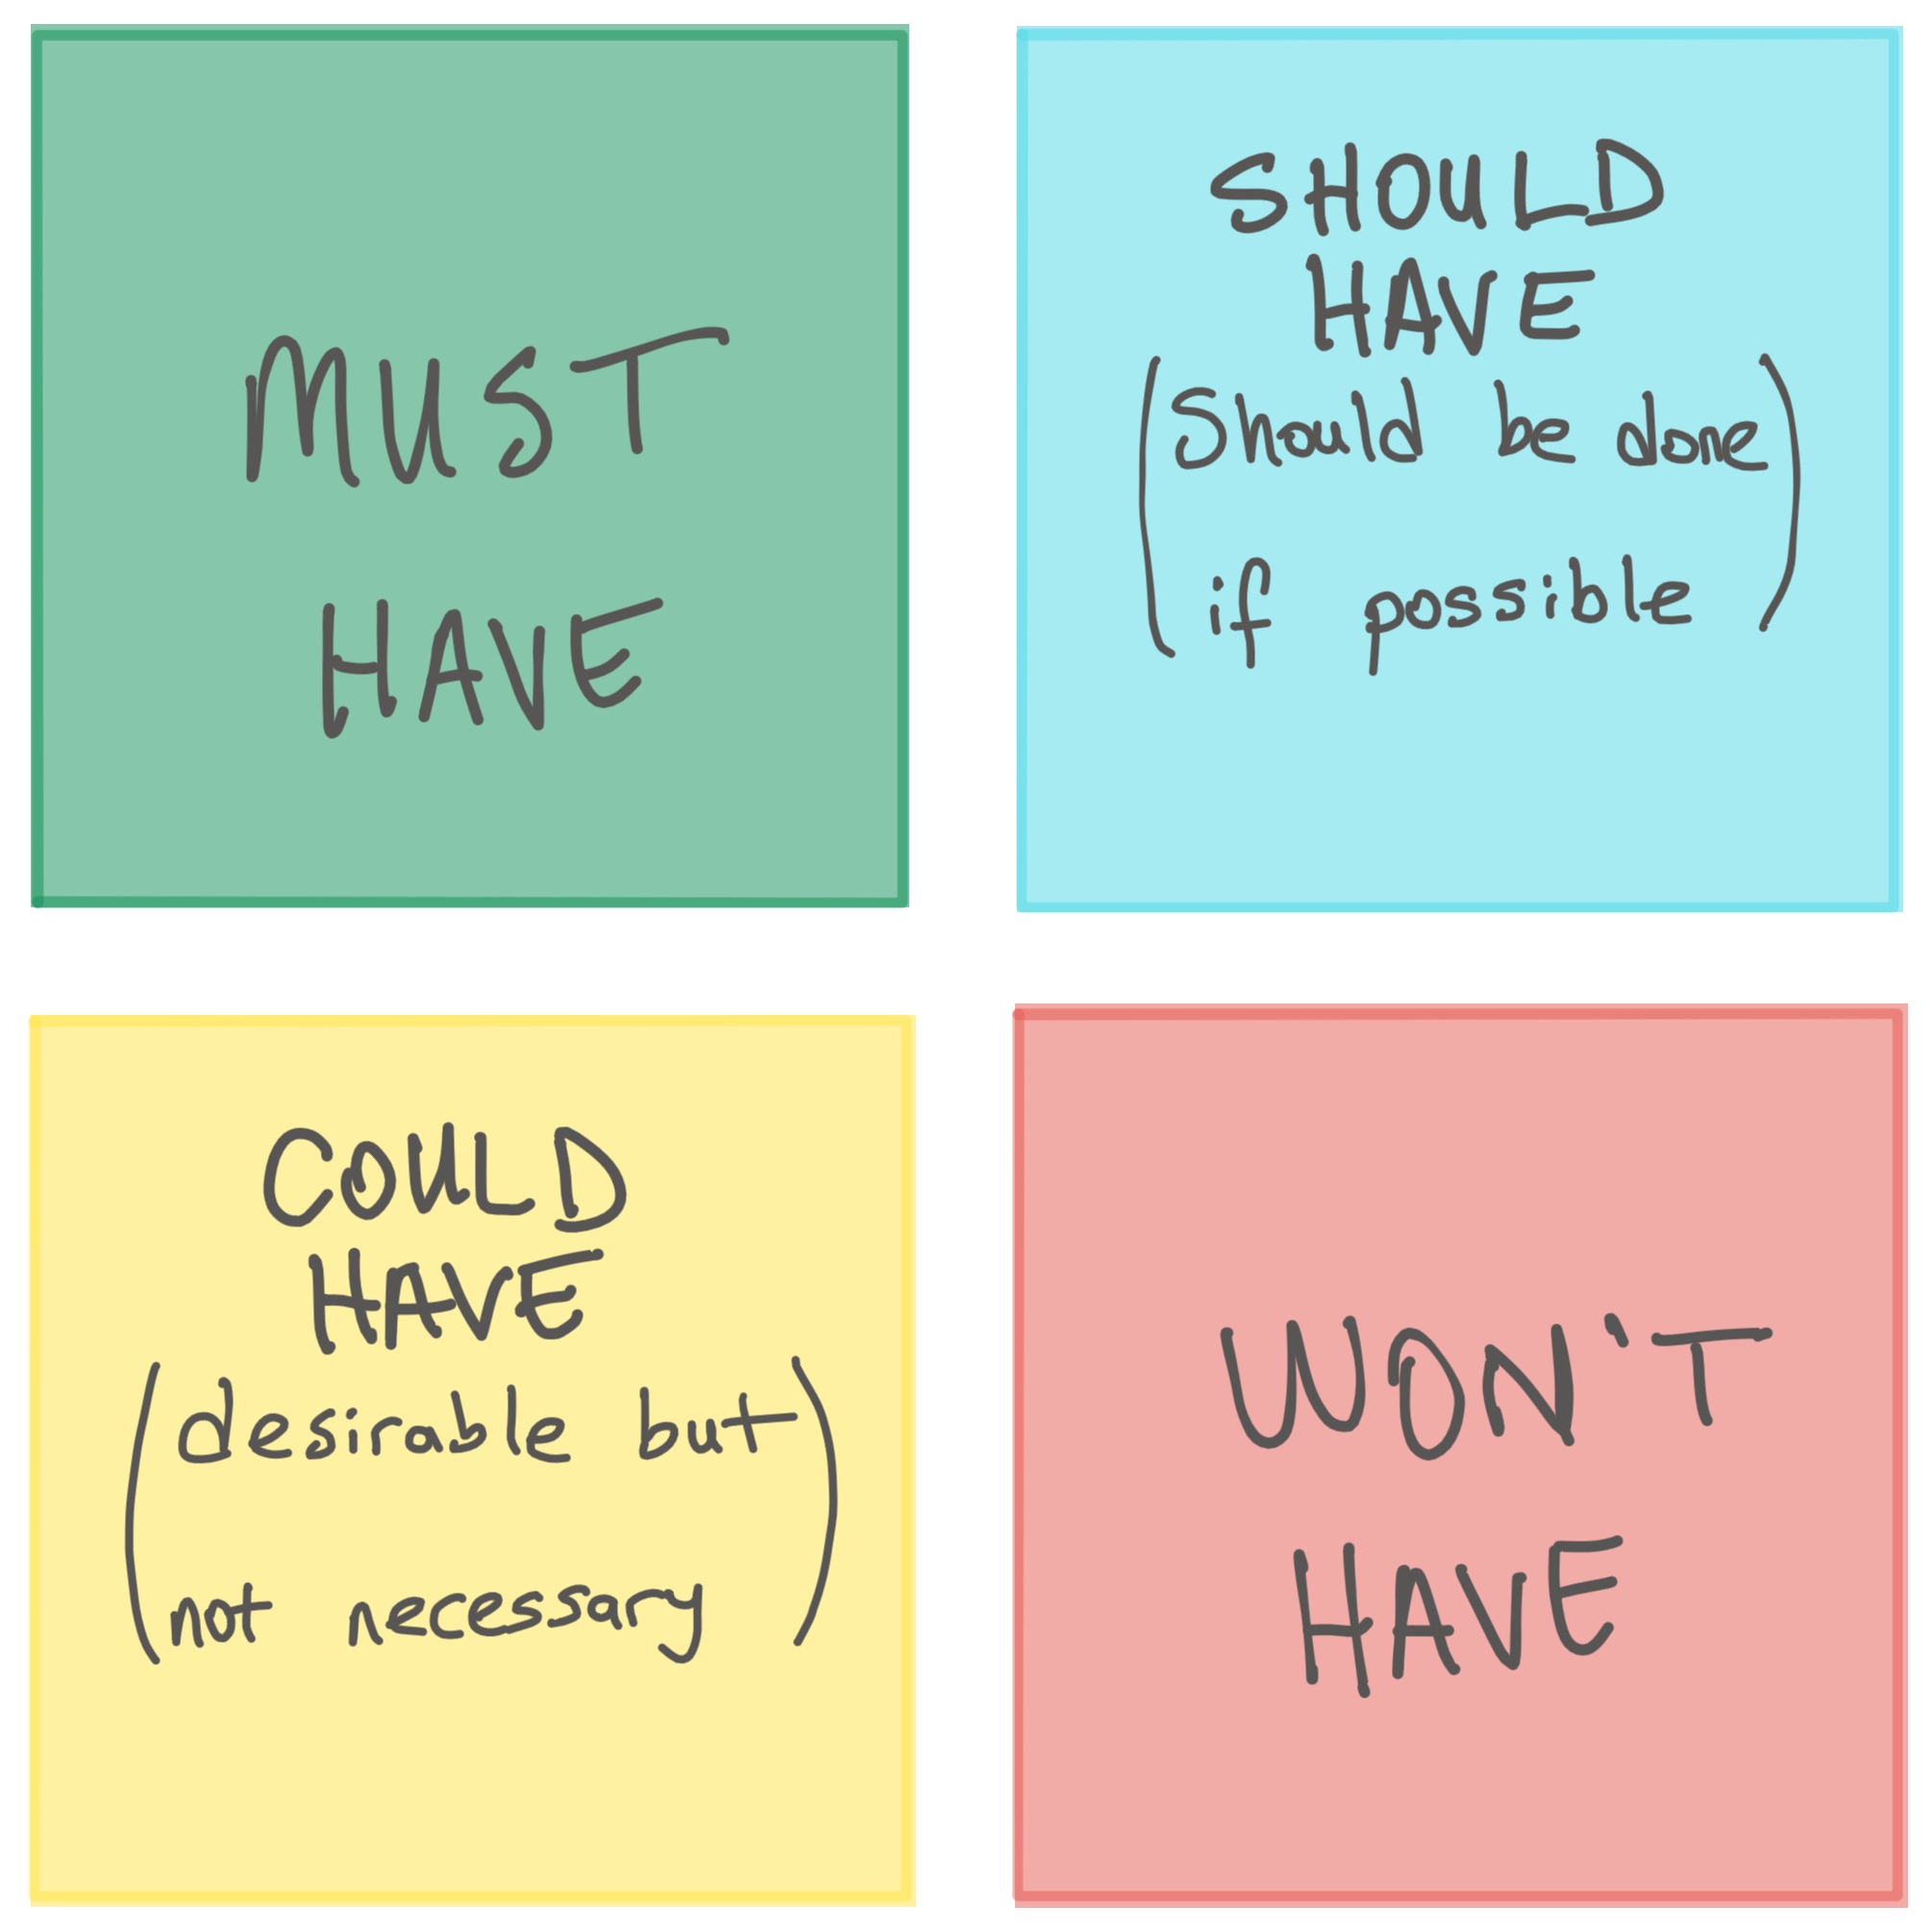 MUST
HAVE
SHOULD
HAVE
(Should be done
if possible)
COULD
HAVE
(desirable but
not necessary)
WON'T
HAVE